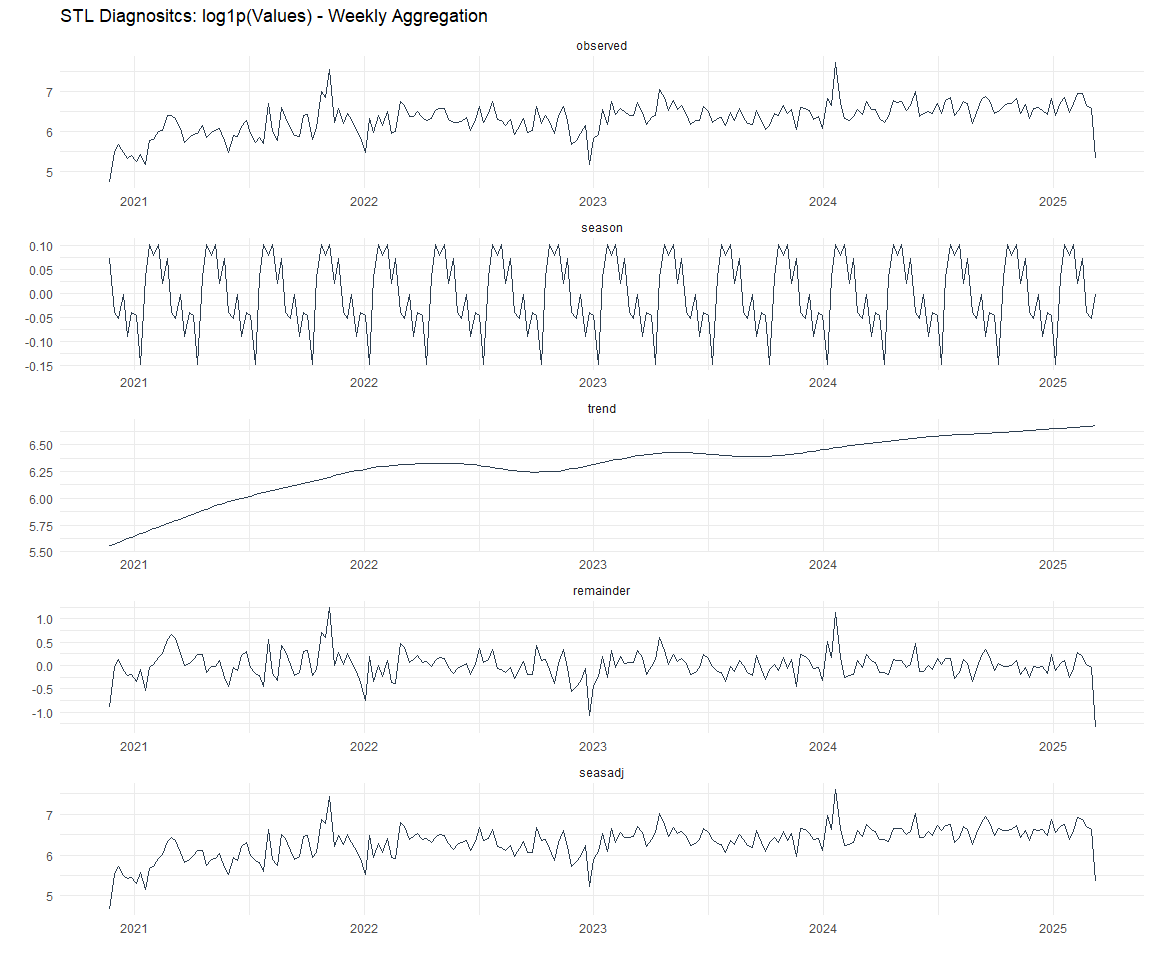 STL Diagnositcs: log1p(Values) - Weekly Aggregation
observed
7
6
5
2021 2022 2023 2024 2025
season
0.10
0.05
0.00
-0.05
-0.10
-0.15
2021 2022 2023 2024 2025
trend
6.50
6.25
6.00
5.75
5.50
2021 2022 2023 2024 2025
remainder
1.0
0.5
0.0
-0.5
-1.0
2021 2022 2023 2024 2025
seasadj
7
6
5
2021 2022 2023 2024 2025